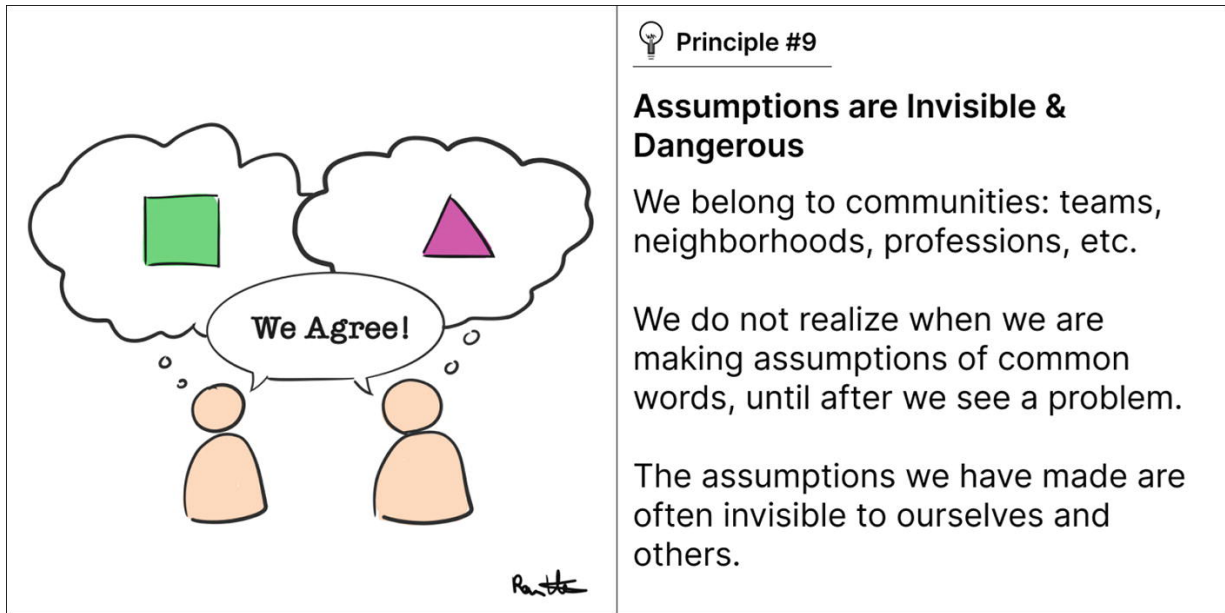 We Agree!
Principle #9
Assumptions are Invisible &
Dangerous
We belong to communities: teams,
neighborhoods, professions, etc.
We do not realize when we are
making assumptions of common
words, until after we see a problem.
The assumptions we have made are
often invisible to ourselves and
others.